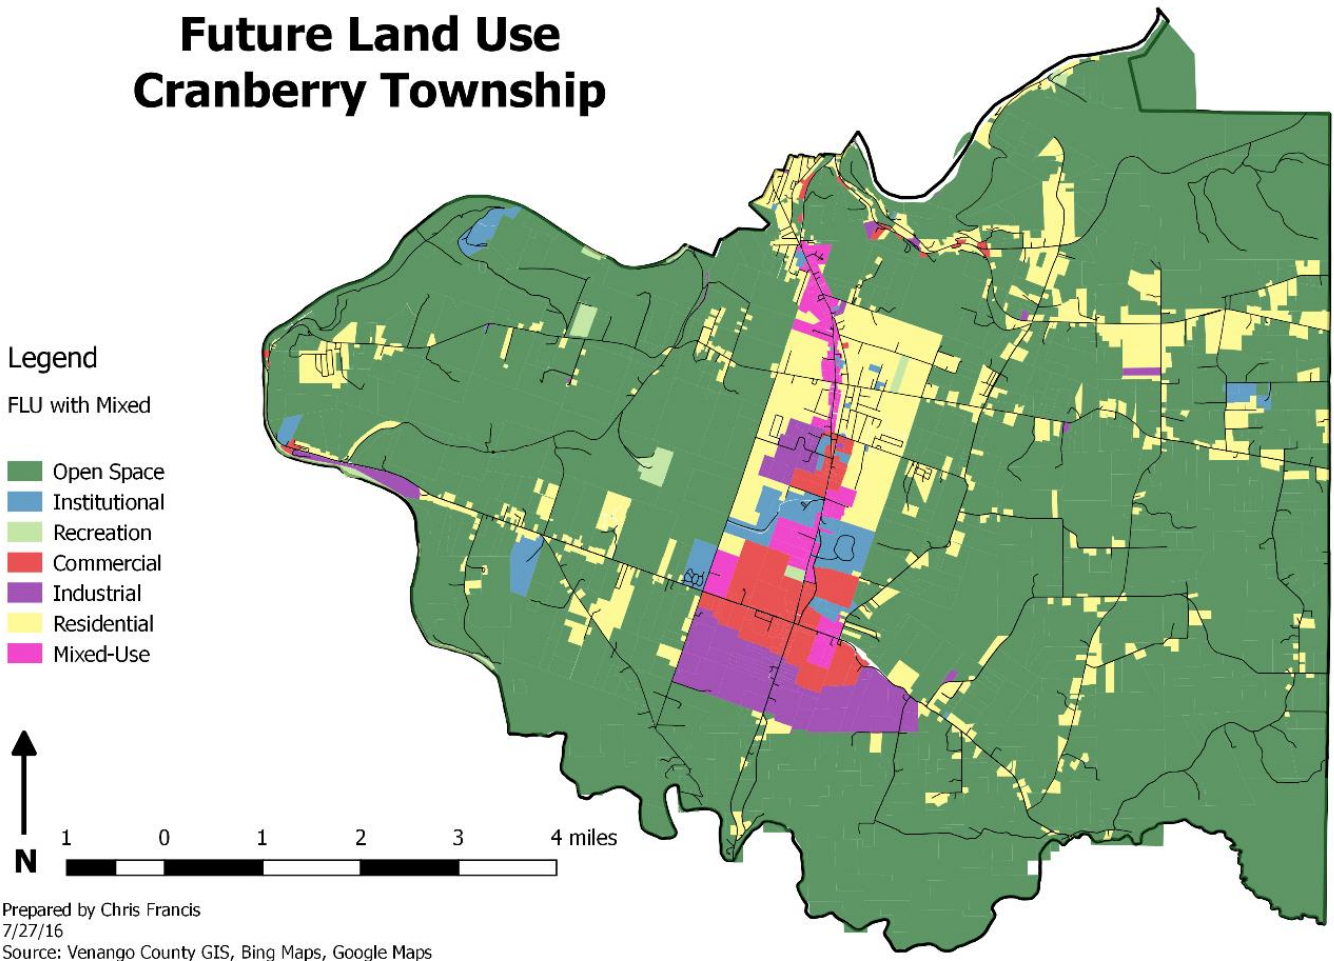 Future Land Use
Cranberry Township
Legend
FLU with Mixed
Open Space
Institutional
Recreation
Commercial
Industrial
Residential
Mixed-Use
N
1 0 1 2 3 4 miles
Prepared by Chris Francis
7/27/16
Source: Venango County GIS, Bing Maps, Google Maps